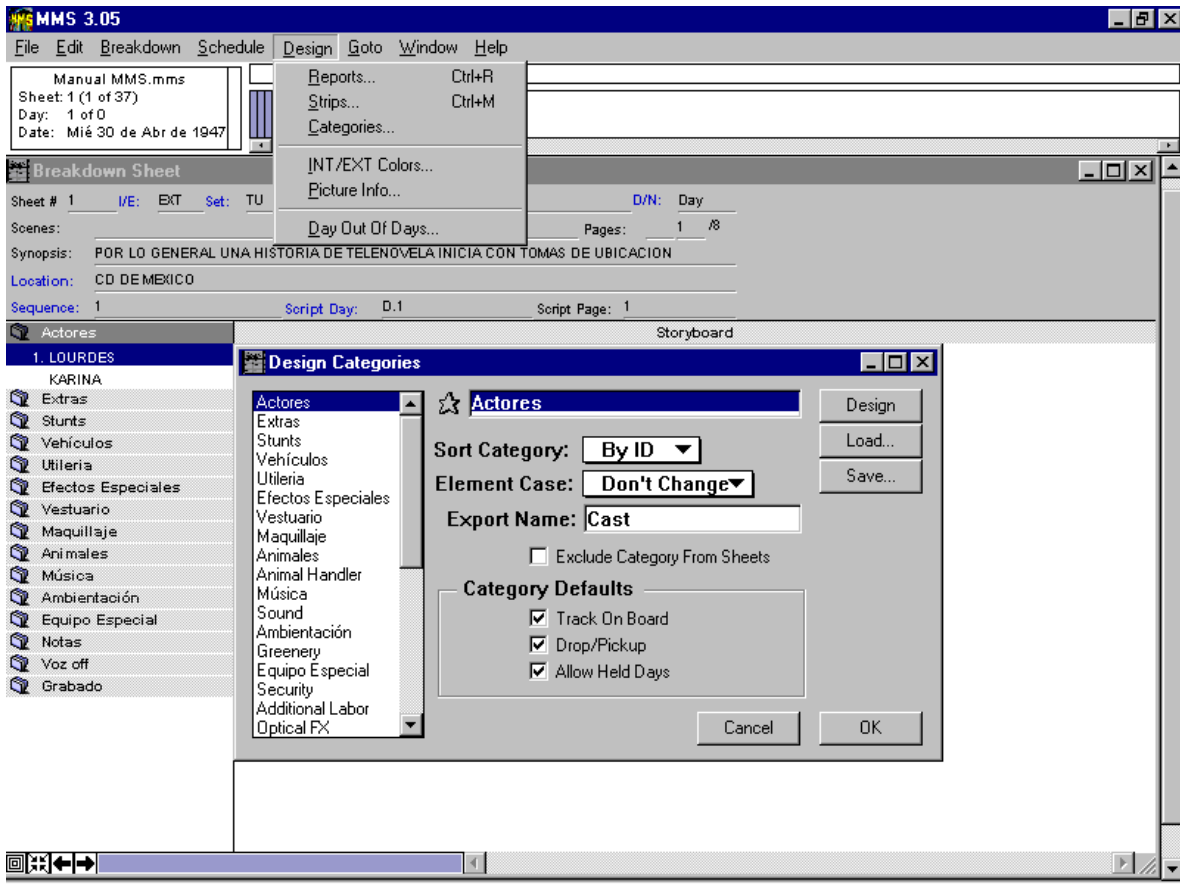 MMS 3.05
File Edit Breakdown Schedule Design Goto Window Help
Manual MMS.mms
Sheet: 1 (1 of 37)
Day: 1 of 0
Date: Mié 30 de Abr de 1947
Reports... Ctrl+R
Strips... Ctrl+M
Categories...
INT/EXT Colors...
Picture Info...
Day Out Of Days...
Breakdown Sheet
Sheet # 1 I/E: EXT Set: TU D/N: Day
Scenes: Pages: 1 /8
Synopsis: POR LO GENERAL UNA HISTORIA DE TELENOVELA INICIA CON TOMAS DE UBICACION
Location: CD DE MEXICO
Sequence: 1 Script Day: D.1 Script Page: 1
Actores
Storyboard
1. LOURDES
KARINA
Extras
Stunts
Vehículos
Utileria
Efectos Especiales
Vestuario
Maquillaje
Animales
Música
Ambientación
Equipo Especial
Notas
Voz off
Grabado
Design Categories
Actores
Extras
Stunts
Vehículos
Utileria
Efectos Especiales
Vestuario
Maquillaje
Animales
Animal Handler
Música
Sound
Ambientación
Greenery
Equipo Especial
Security
Additional Labor
Optical FX
Actores
Sort Category: By ID
Element Case: Don't Change
Export Name: Cast
Exclude Category From Sheets
Category Defaults
Track On Board
Drop/Pickup
Allow Held Days
Design
Load...
Save...
Cancel OK